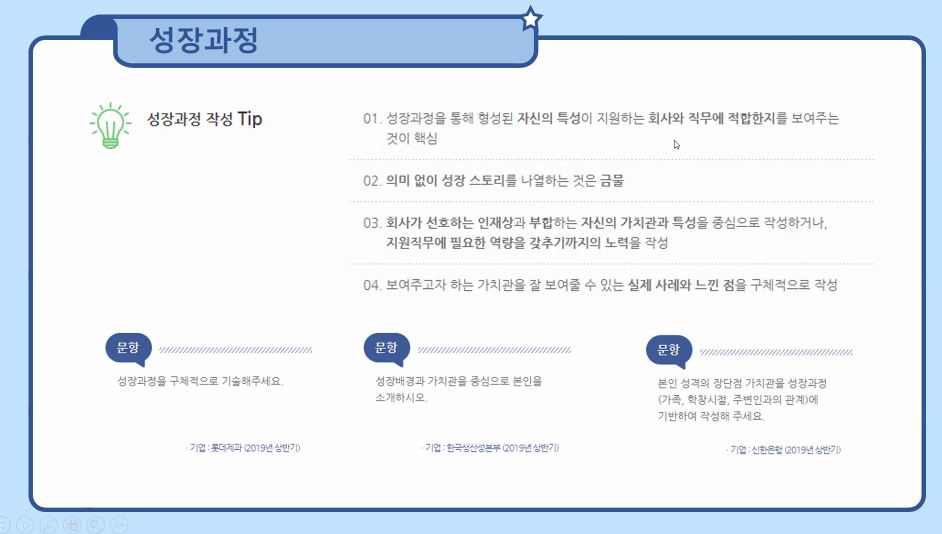 성장과정
성장과정 작성 Tip
01. 성장과정을 통해 형성된 자신의 특성이 지원하는 회사와 직무에 적합한지를 보여주는
것이 핵심
02. 의미 없이 성장 스토리를 나열하는 것은 금물
03. 회사가 선호하는 인재상과 부합하는 자신의 가치관과 특성을 중심으로 작성하거나,
지원직무에 필요한 역량을 갖추기까지의 노력을 작성
04. 보여주고자 하는 가치관을 잘 보여줄 수 있는 실제 사례와 느낀 점을 구체적으로 작성
문항
성장과정을 구체적으로 기술해주세요.
· 기업 : 롯데제과 (2019년 상반기)
문항
성장배경과 가치관을 중심으로 본인을
소개하시오.
· 기업 : 한국생산성본부 (2019년 상반기)
문항
본인 성격의 장단점 가치관을 성장과정
(가족, 학창시절, 주변인과의 관계)에
기반하여 작성해 주세요.
· 기업 : 신한은행 (2019년 상반기)